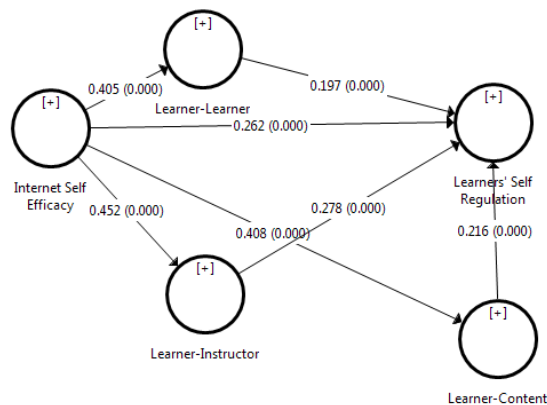 [+]
0.405 (0.000)
Learner-Learner
0.197 (0.000)
[+]
Internet Self
Efficacy
0.262 (0.000)
[+]
Learners' Self
Regulation
0.452 (0.000)
0.278 (0.000)
0.408 (0.000)
0.216 (0.000)
[+]
Learner-Instructor
[+]
Learner-Content